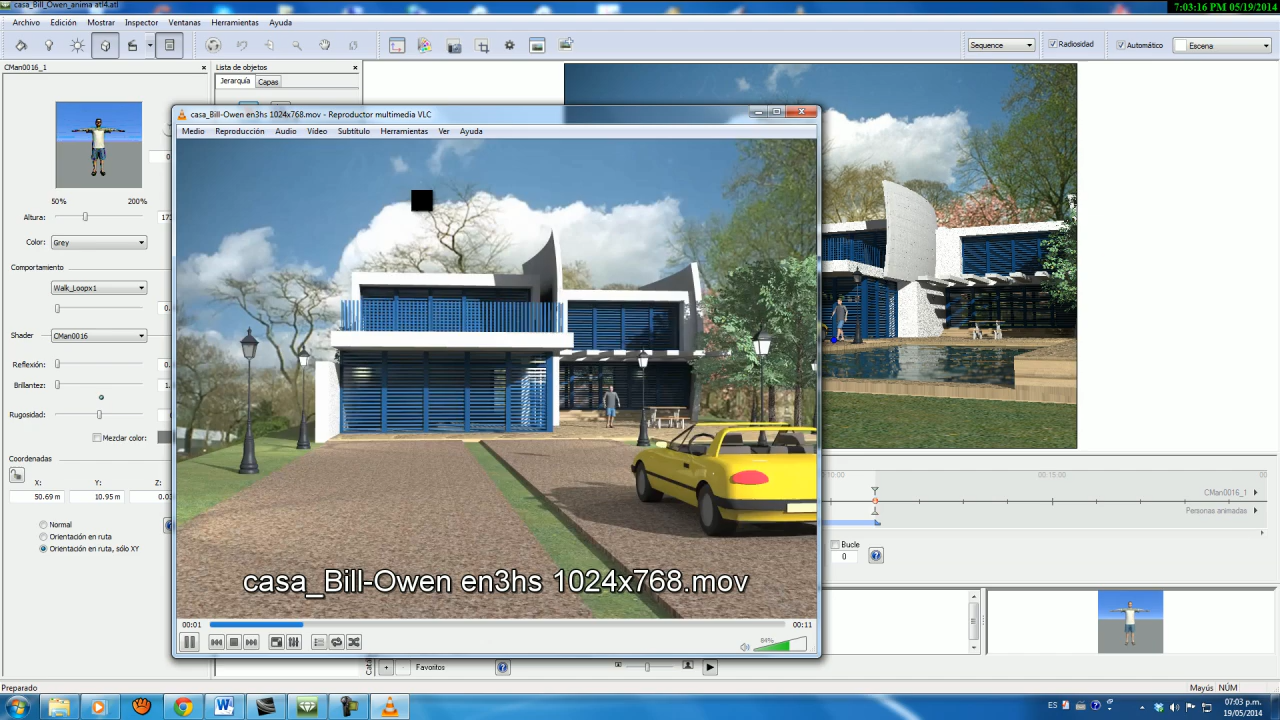 casa_Bill_Owen_anima atl4.atl
7:03:16 PM 05/19/2014
Archivo Edición Mostrar Inspector Ventanas Herramientas Ayuda
Sequence
Radiosidad
Automático
Escena
CMan0016_1
Lista de objetos
Jerarquía Capas
50% 200%
Altura:
Color: Grey
Comportamiento
Walk_Loopx1
Shader CMan0016
Reflexión:
Brillantez:
Rugosidad:
Mezclar color:
Coordenadas
X: Y: Z:
50.69 m 10.95 m
Normal
Orientación en ruta
Orientación en ruta, sólo XY
casa_Bill-Owen en3hs 1024x768.mov - Reproductor multimedia VLC
Medio Reproducción Audio Vídeo Subtítulo Herramientas Ver Ayuda
casa_Bill-Owen en3hs 1024x768.mov
00:01 00:11
84%
00:15:00
CMan0016_1
Personas animadas
Bucle
0
Favoritos
Preparado
Mayús NÚM
ES
07:03 p.m.
19/05/2014